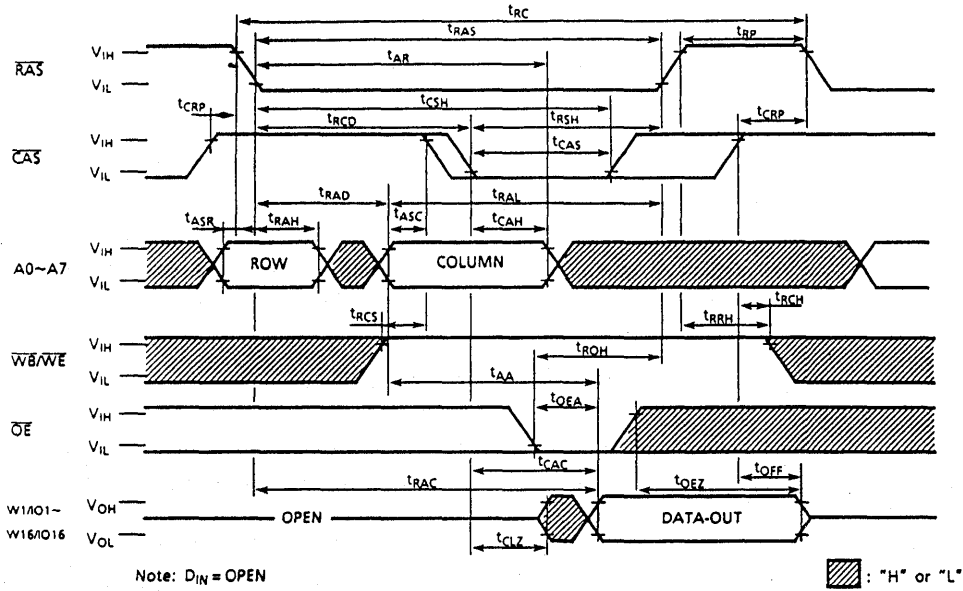 tRC
tRAS
tRP
VIH
RAS
tAR
VIL
tCSH
tCRP
tRCD
tRSH
tCRP
VIH
CAS
tCAS
VIL
tRAD
tRAL
tASR
tRAH
tASC
tCAH
VIH
A0~A7
ROW
COLUMN
VIL
tRCH
tRCS
tRRH
VIH
WB/WE
tROH
VIL
tAA
VIH
tOEA
OE
VIL
tCAC
tOFF
tRAC
tOEZ
W1/IO1~
VOH
OPEN
DATA-OUT
W16/IO16
VOL
tCLZ
Note: DIN = OPEN
: "H" or "L"